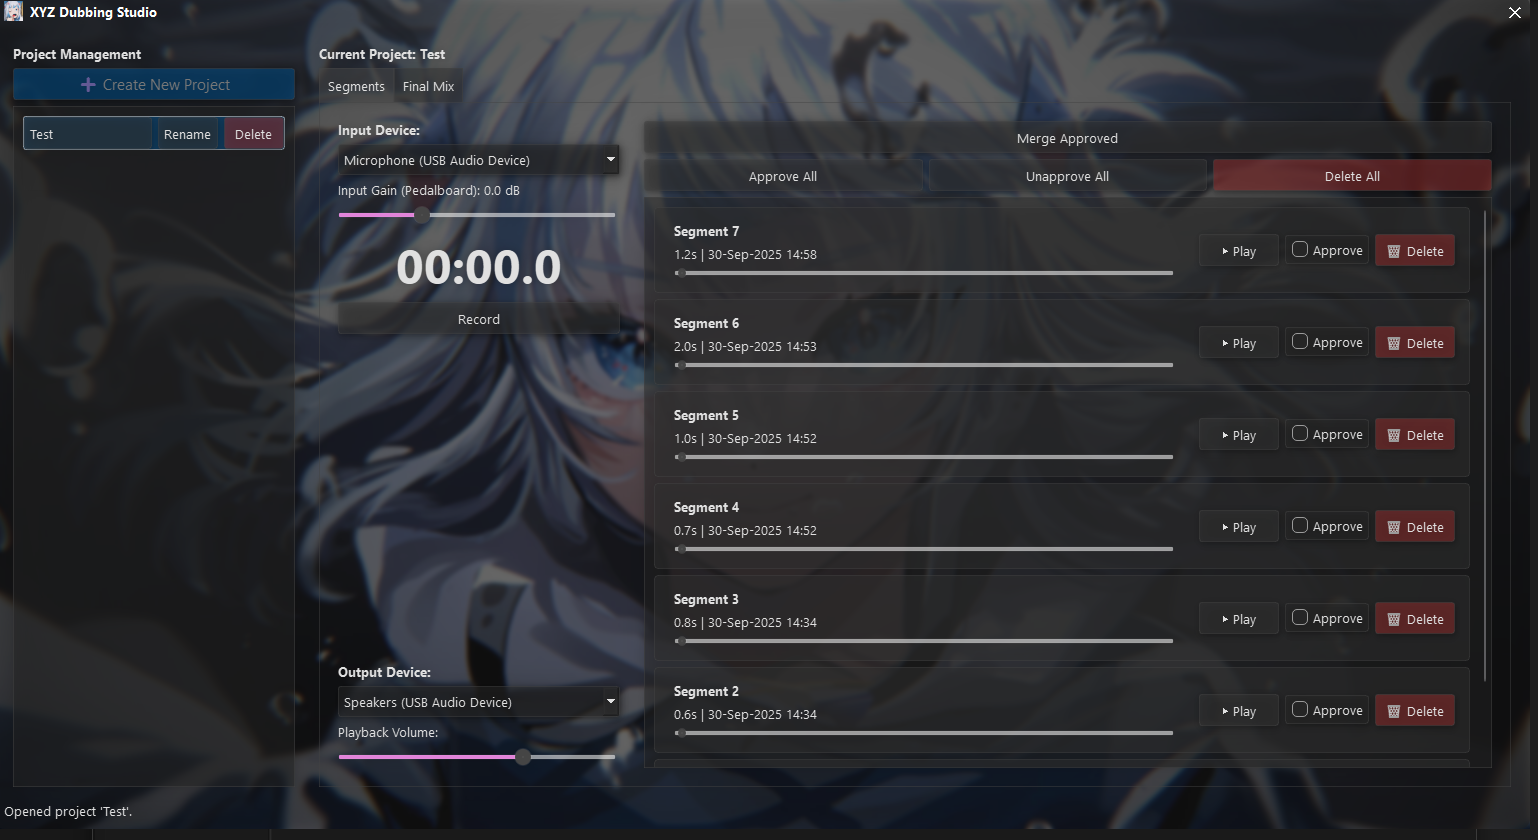 XYZ Dubbing Studio
Project Management
Create New Project
Test Rename Delete
Current Project: Test
Segments Final Mix
Input Device:
Microphone (USB Audio Device)
Input Gain (Pedalboard): 0.0 dB
00:00.0
Record
Output Device:
Speakers (USB Audio Device)
Playback Volume:
Merge Approved
Approve All Unapprove All Delete All
Segment 7
1.2s | 30-Sep-2025 14:58
Play Approve Delete
Segment 6
2.0s | 30-Sep-2025 14:53
Play Approve Delete
Segment 5
1.0s | 30-Sep-2025 14:52
Play Approve Delete
Segment 4
0.7s | 30-Sep-2025 14:52
Play Approve Delete
Segment 3
0.8s | 30-Sep-2025 14:34
Play Approve Delete
Segment 2
0.6s | 30-Sep-2025 14:34
Play Approve Delete
Opened project 'Test'.